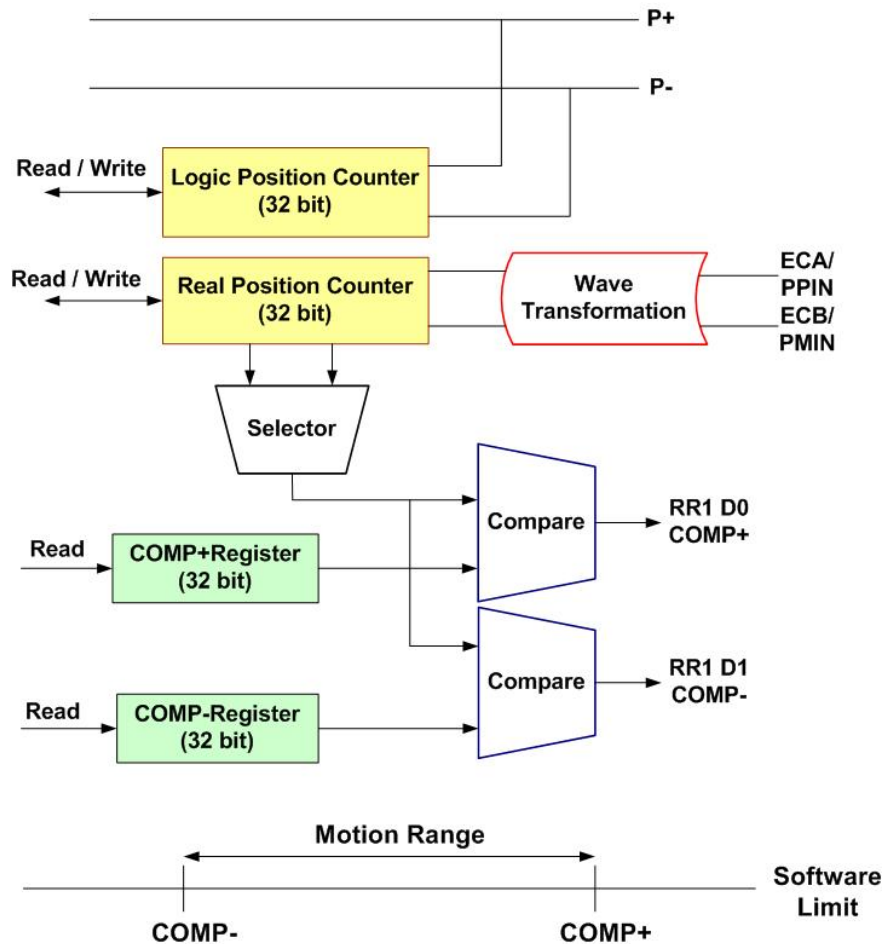 P+
P-
Read / Write
Logic Position Counter
(32 bit)
Read / Write
Real Position Counter
(32 bit)
Wave
Transformation
ECA/
PPIN
ECB/
PMIN
Selector
Compare
RR1 D0
COMP+
Read
COMP+Register
(32 bit)
Compare
RR1 D1
COMP-
Read
COMP-Register
(32 bit)
Motion Range
Software
Limit
COMP-
COMP+